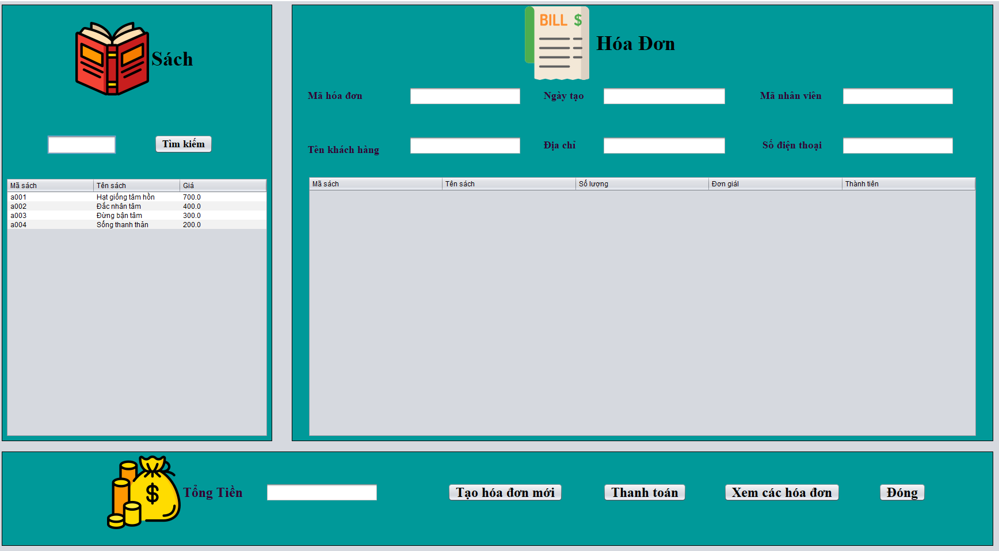 Sách
Tìm kiếm
Mã sách Tên sách Giá
a001 Hạt giống tâm hồn 700.0
a002 Đắc nhân tâm 400.0
a003 Đừng bận tâm 300.0
a004 Sống thanh thản 200.0
BILL $
Hóa Đơn
Mã hóa đơn Ngày tạo Mã nhân viên
Tên khách hàng Địa chỉ Số điện thoại
Mã sách Tên sách Số lượng Đơn giál Thành tiên
$
Tổng Tiền Tạo hóa đơn mới Thanh toán Xem các hóa đơn Đóng